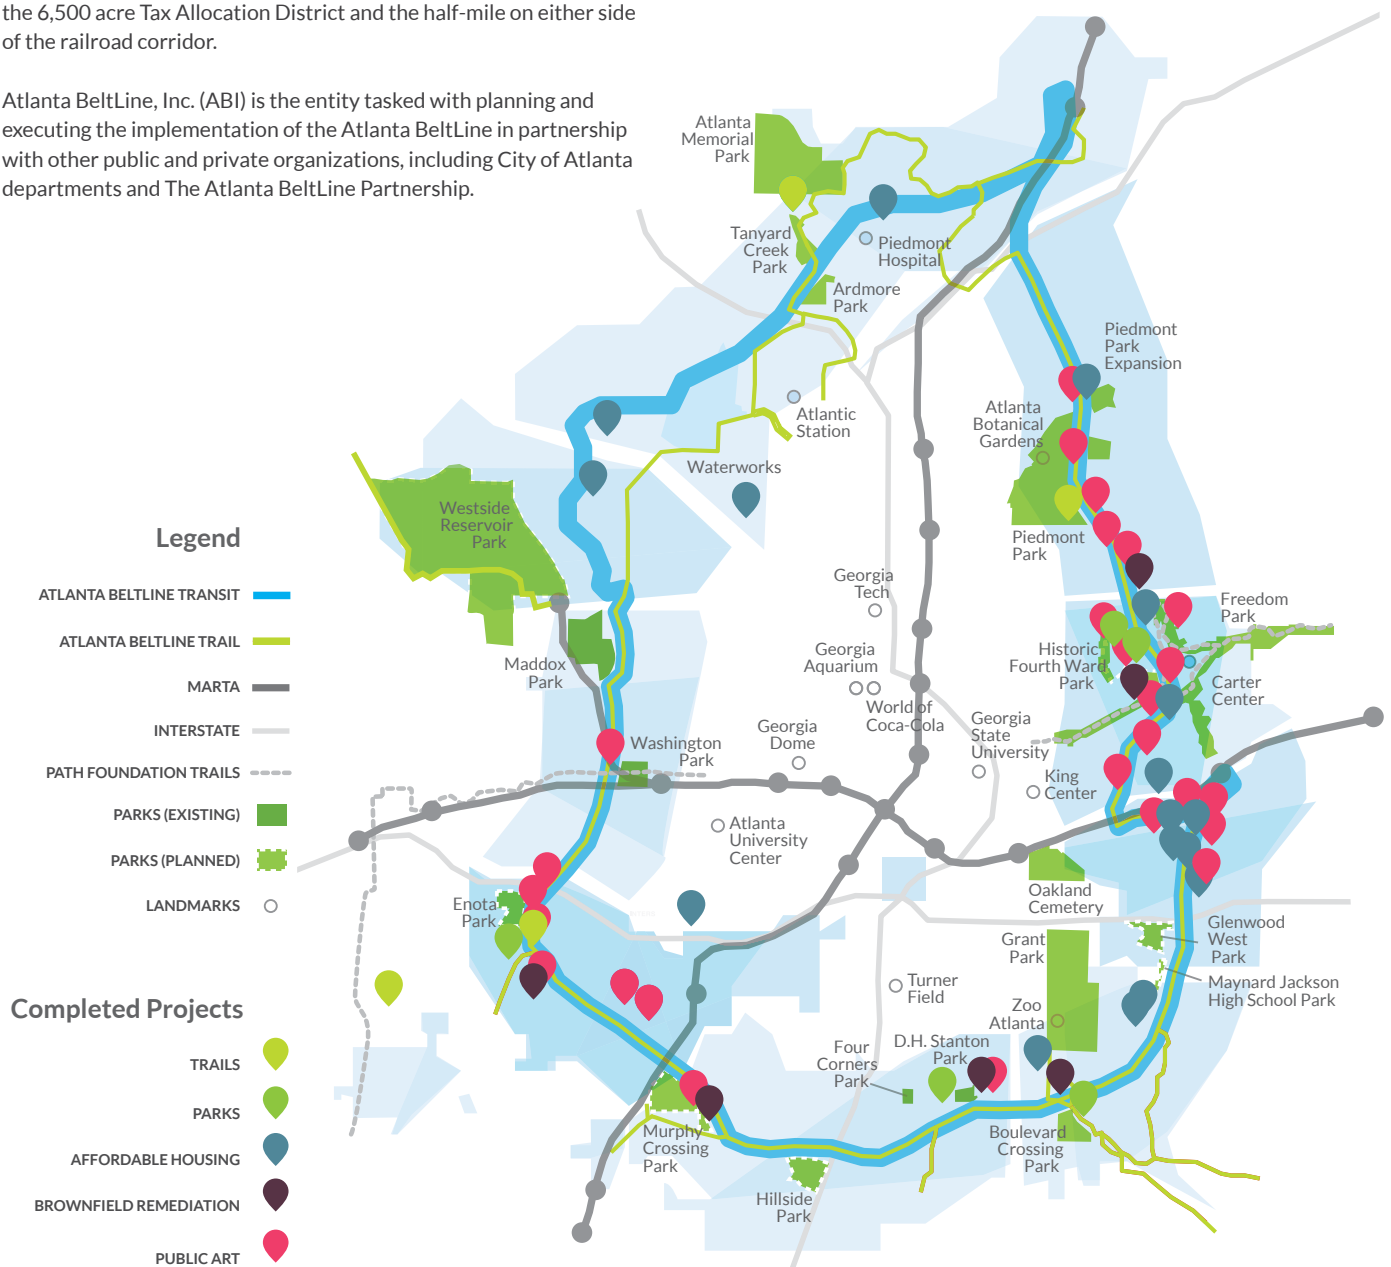 the 6,500 acre Tax Allocation District and the half-mile on either side
of the railroad corridor.
Atlanta BeltLine, Inc. (ABI) is the entity tasked with planning and
executing the implementation of the Atlanta BeltLine in partnership
with other public and private organizations, including City of Atlanta
departments and The Atlanta BeltLine Partnership.
Atlanta
Memorial
Park
Tanyard
Creek
Park
Piedmont
Hospital
Ardmore
Park
Piedmont
Park
Expansion
Atlanta
Botanical
Gardens
Atlantic
Station
Waterworks
Westside
Reservoir
Park
Piedmont
Park
Georgia
Tech
Freedom
Park
Historic
Fourth Ward
Park
Georgia
Aquarium
World of
Coca-Cola
Maddox
Park
Carter
Center
Georgia
State
University
Georgia
Dome
Washington
Park
King
Center
Atlanta
University
Center
Oakland
Cemetery
Enota
Park
Glenwood
West
Park
Grant
Park
Maynard Jackson
High School Park
Turner
Field
Zoo
Atlanta
D.H. Stanton
Park
Four
Corners
Park
Murphy
Crossing
Park
Boulevard
Crossing
Park
Hillside
Park
Legend
ATLANTA BELTLINE TRANSIT
ATLANTA BELTLINE TRAIL
MARTA
INTERSTATE
PATH FOUNDATION TRAILS
PARKS (EXISTING)
PARKS (PLANNED)
LANDMARKS
Completed Projects
TRAILS
PARKS
AFFORDABLE HOUSING
BROWNFIELD REMEDIATION
PUBLIC ART